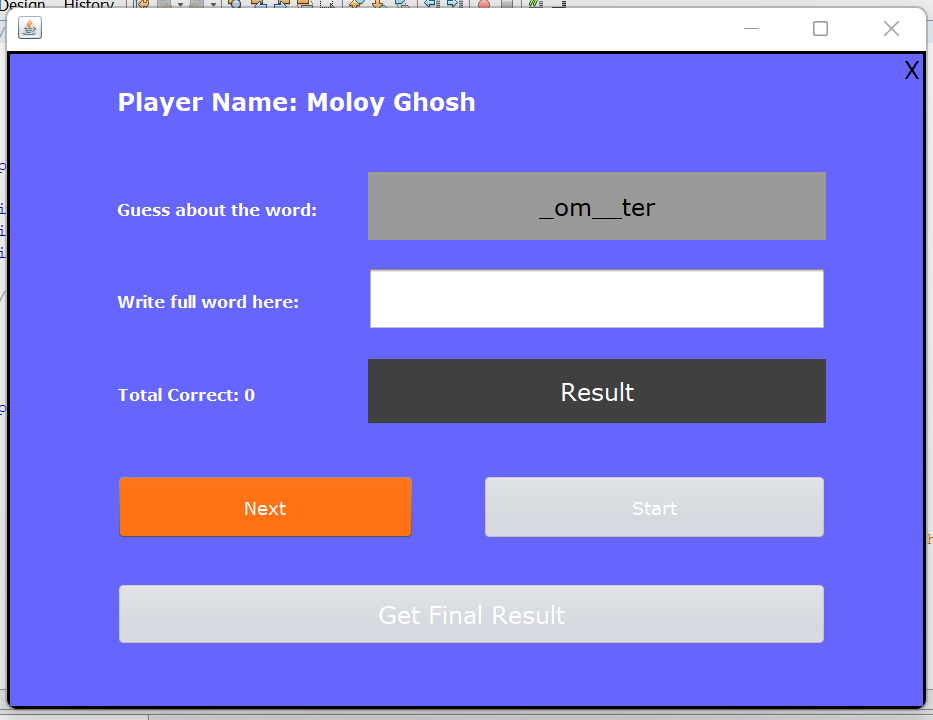 Design History
X
Player Name: Moloy Ghosh
Guess about the word:
_om__ter
Write full word here:
Total Correct: 0
Result
Next
Start
Get Final Result